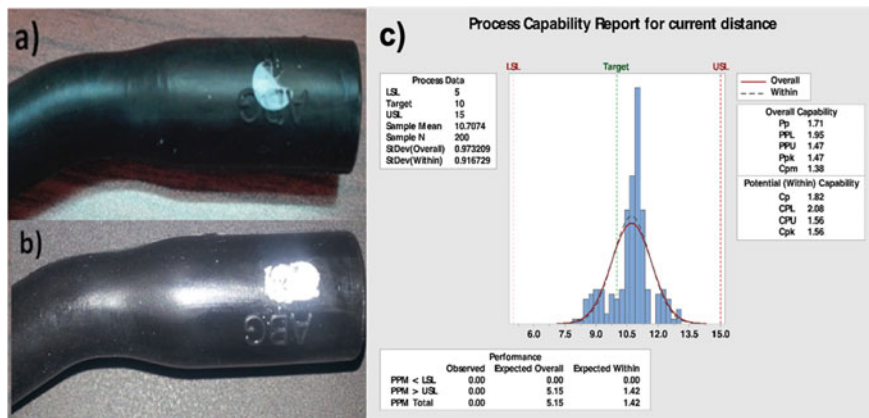 a)
ABG
b)
ABG
c)
Process Capability Report for current distance
LSL
Target
USL
Process Data
LSL 5
Target 10
USL 15
Sample Mean 10.7074
Sample N 200
StDev(Overall) 0.973209
StDev(Within) 0.916729
Overall
Within
Overall Capability
Pp 1.71
PPL 1.95
PPU 1.47
Ppk 1.47
Cpm 1.38
Potential (Within) Capability
Cp 1.82
CPL 2.08
CPU 1.56
Cpk 1.56
6.0 7.5 9.0 10.5 12.0 13.5 15.0
Performance
Observed Expected Overall Expected Within
PPM < LSL 0.00 0.00 0.00
PPM > USL 0.00 5.15 1.42
PPM Total 0.00 5.15 1.42